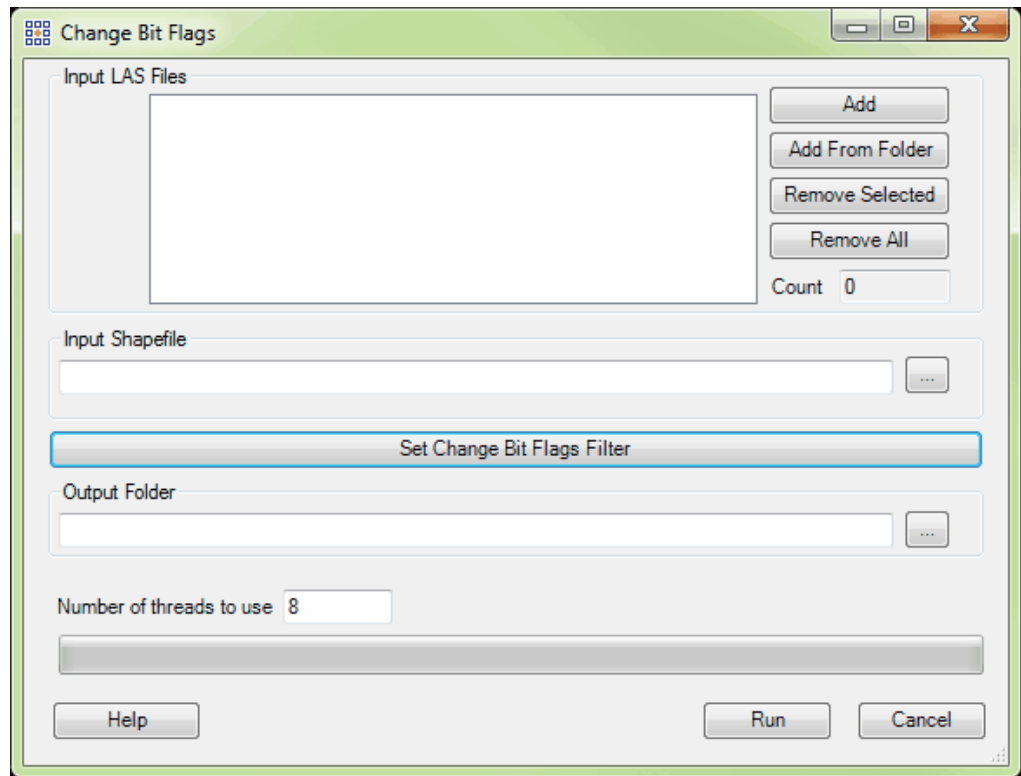 Change Bit Flags
Input LAS Files
Add
Add From Folder
Remove Selected
Remove All
Count 0
Input Shapefile
...
Set Change Bit Flags Filter
Output Folder
...
Number of threads to use 8
Help Run Cancel